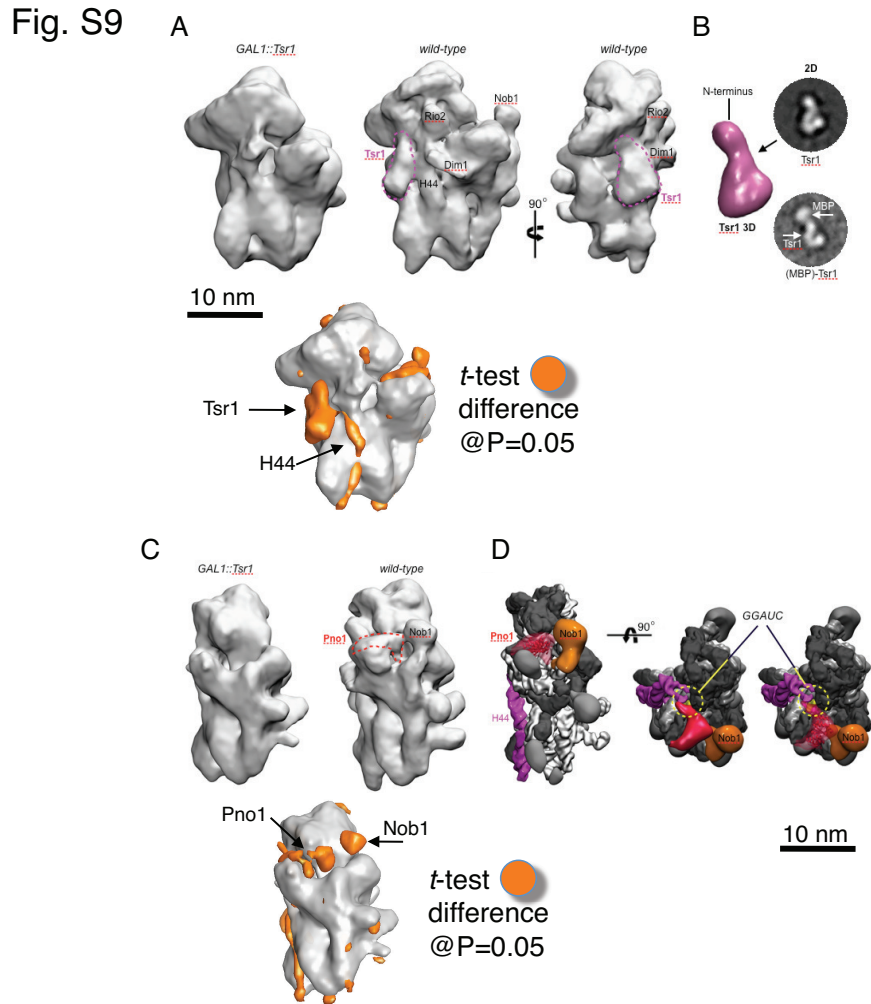 Fig. S9
A
GAL1::Tsr1
wild-type
wild-type
Nob1
Rio2
Tsr1
Dim1
H44
90°
Rio2
Dim1
Tsr1
B
2D
N-terminus
Tsr1
MBP
Tsr1
Tsr1 3D
(MBP)-Tsr1
10 nm
Tsr1
H44
t-test
difference
@P=0.05
C
GAL1::Tsr1
wild-type
Pno1
Nob1
D
Pno1
Nob1
90°
GGAUC
H44
Nob1
Nob1
Pno1
Nob1
t-test
difference
@P=0.05
10 nm